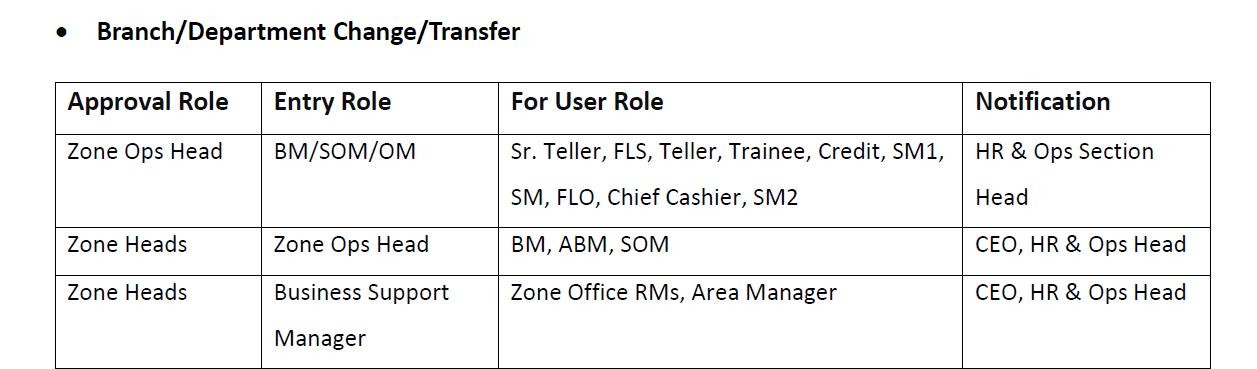 • Branch/Department Change/Transfer
Approval Role Entry Role For User Role Notification
Zone Ops Head BM/SOM/OM Sr. Teller, FLS, Teller, Trainee, Credit, SM1, HR & Ops Section
SM, FLO, Chief Cashier, SM2 Head
Zone Heads Zone Ops Head BM, ABM, SOM CEO, HR & Ops Head
Zone Heads Business Support Zone Office RMs, Area Manager CEO, HR & Ops Head
Manager